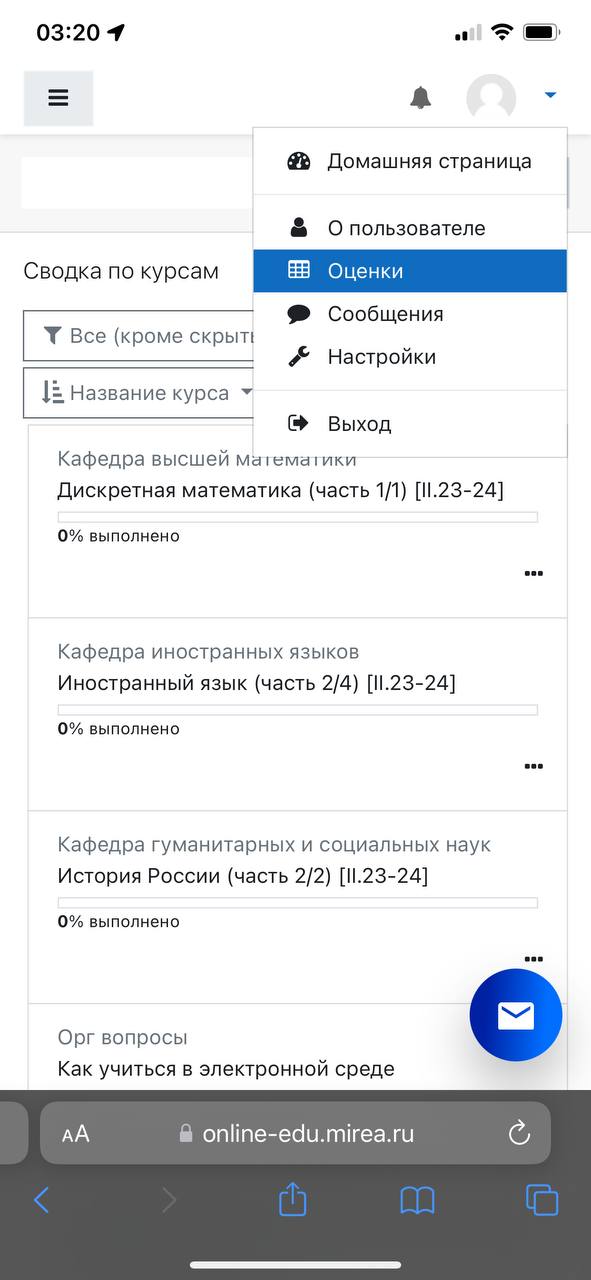 03:20
Домашняя страница
О пользователе
Оценки
Сообщения
Настройки
Выход
Сводка по курсам
Все (кроме скрыт
Название курса
Кафедра высшей математики
Дискретная математика (часть 1/1) [II.23-24]
0% выполнено
Кафедра иностранных языков
Иностранный язык (часть 2/4) [II.23-24]
0% выполнено
Кафедра гуманитарных и социальных наук
История России (часть 2/2) [II.23-24]
0% выполнено
Орг вопросы
Как учиться в электронной среде
AA
online-edu.mirea.ru